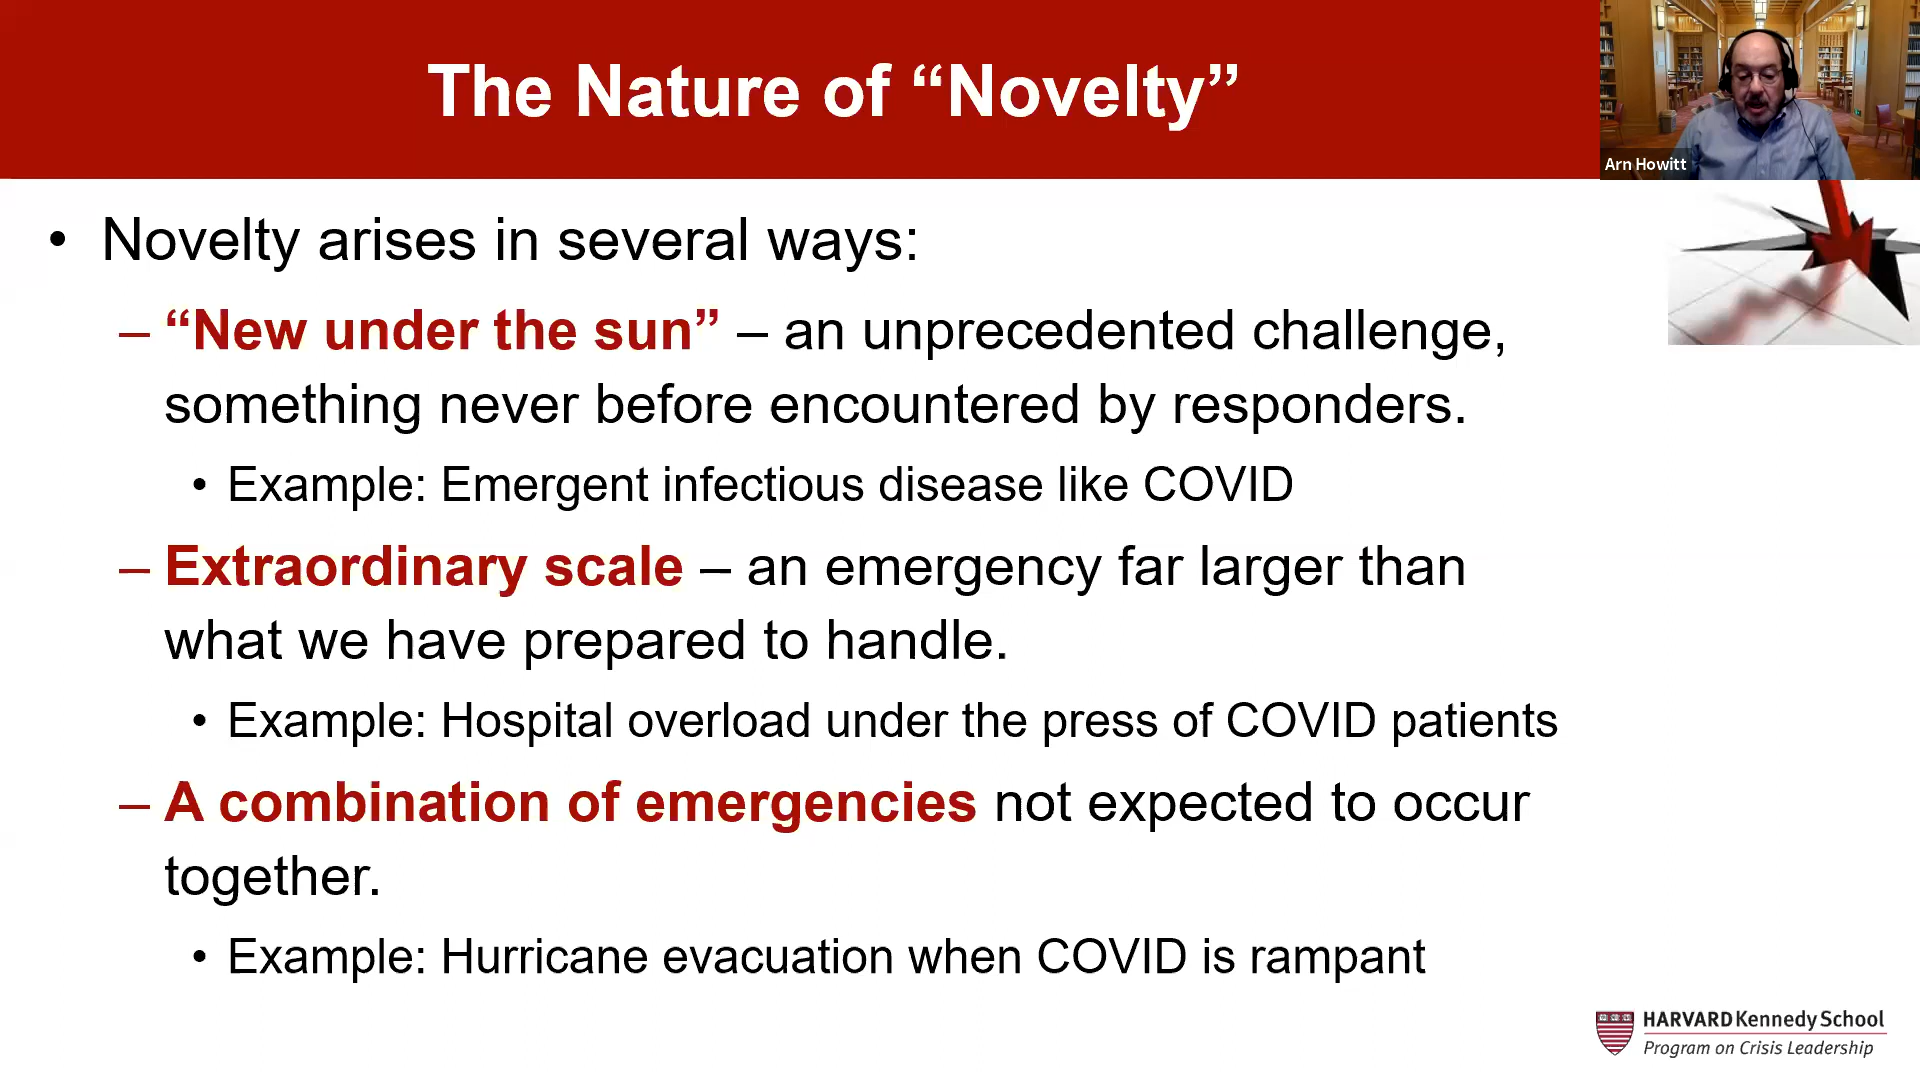 The Nature of “Novelty”
Arn Howitt
• Novelty arises in several ways:
– “New under the sun” – an unprecedented challenge,
something never before encountered by responders.
• Example: Emergent infectious disease like COVID
– Extraordinary scale – an emergency far larger than
what we have prepared to handle.
• Example: Hospital overload under the press of COVID patients
– A combination of emergencies not expected to occur
together.
• Example: Hurricane evacuation when COVID is rampant
HARVARD Kennedy School
Program on Crisis Leadership